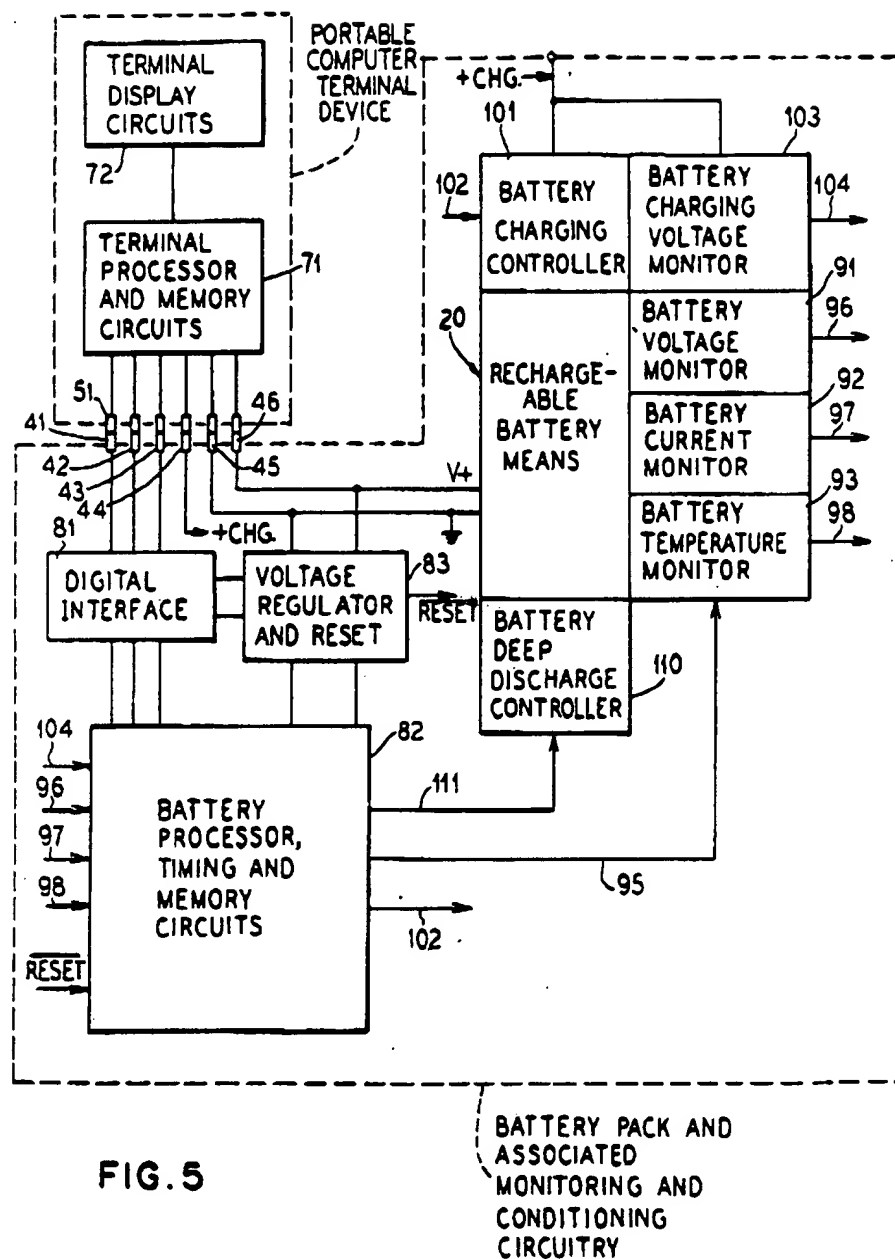 TERMINAL
DISPLAY
CIRCUITS
72
PORTABLE
COMPUTER
TERMINAL
DEVICE
TERMINAL
PROCESSOR
AND MEMORY
CIRCUITS
71
51
41
42
43
44
45
46
+CHG.
+CHG.
101
103
102
BATTERY
CHARGING
CONTROLLER
BATTERY
CHARGING
VOLTAGE
MONITOR
104
91
20
RECHARGE-
ABLE
BATTERY
MEANS
BATTERY
VOLTAGE
MONITOR
96
92
BATTERY
CURRENT
MONITOR
97
93
BATTERY
TEMPERATURE
MONITOR
98
V+
81
DIGITAL
INTERFACE
VOLTAGE
REGULATOR
AND RESET
83
RESET
BATTERY
DEEP
DISCHARGE
CONTROLLER
110
82
104
96
97
98
RESET
BATTERY
PROCESSOR,
TIMING AND
MEMORY
CIRCUITS
111
95
102
FIG.5
BATTERY PACK AND
ASSOCIATED
MONITORING AND
CONDITIONING
CIRCUITRY